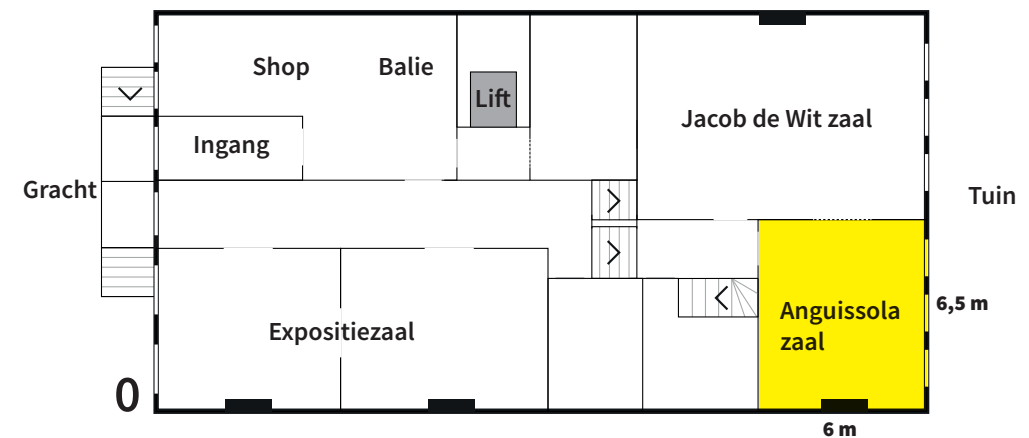 Shop
Balie
Lift
Jacob de Wit zaal
Ingang
Gracht
Tuin
Anguissola
zaal
6,5 m
Expositiezaal
0
6 m